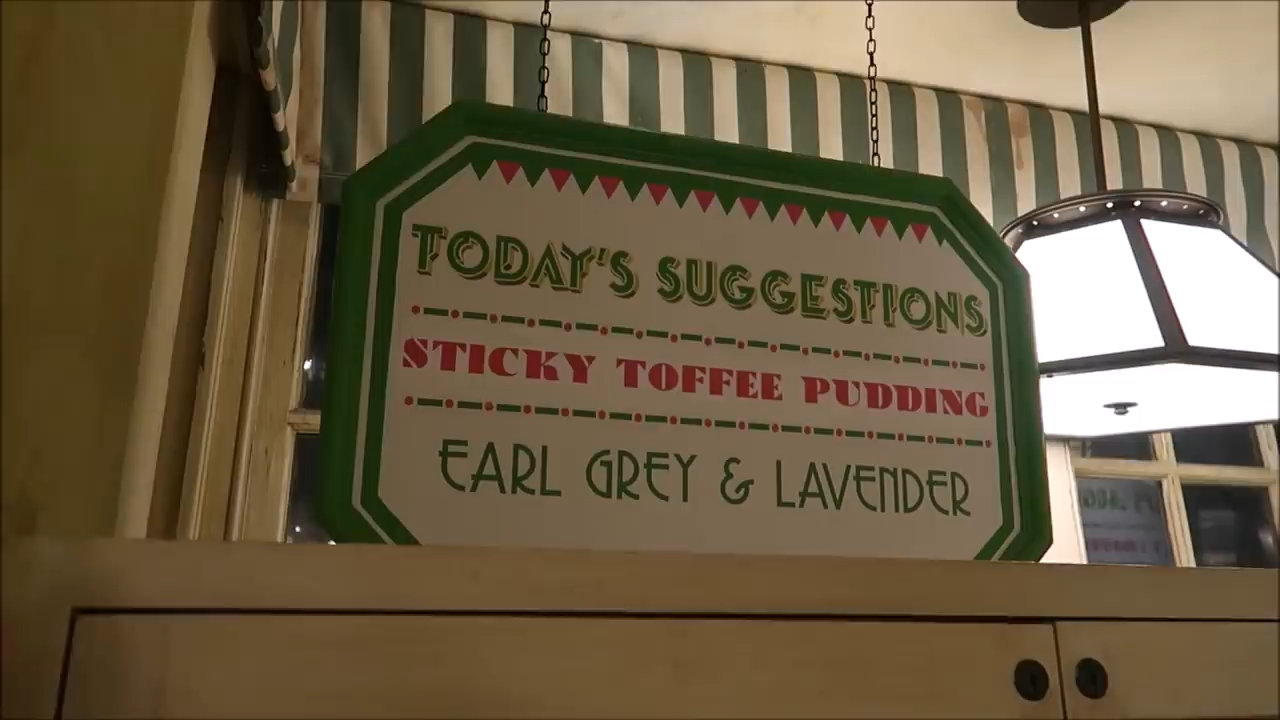 TODAY'S SUGGESTIONS
STICKY TOFFEE PUDDING
EARL GREY & LAVENDER